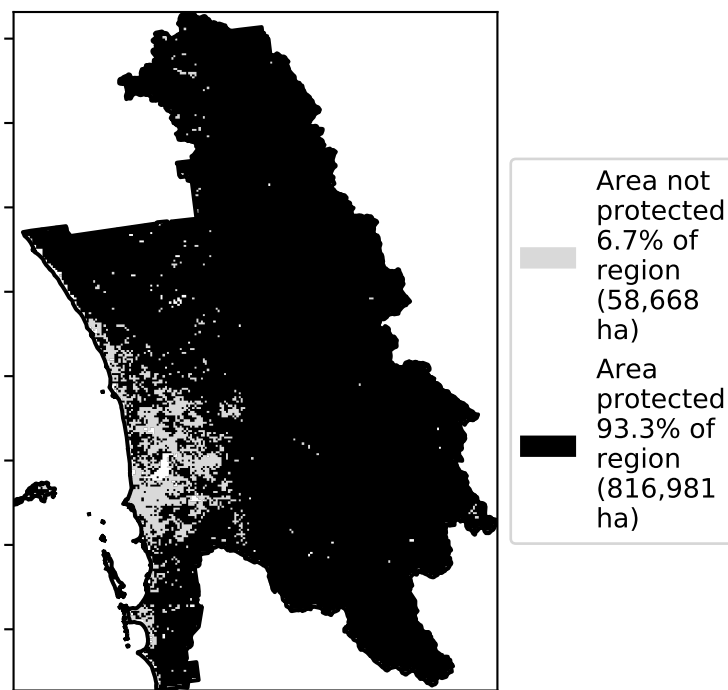 Area not
protected
6.7% of
region
(58,668
ha)
Area
protected
93.3% of
region
(816,981
ha)